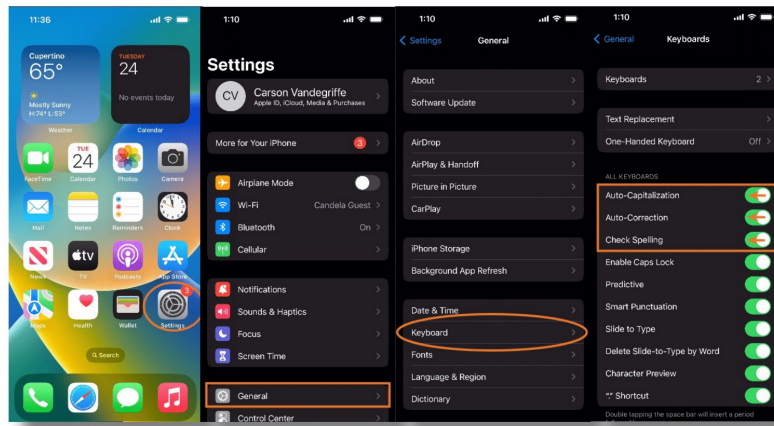 11:36
Cupertino
65°
Mostly Sunny
H:74° L:53°
Weather
TUESDAY
24
No events today
Calendar
TUE
24
FaceTime
Calendar
Photos
Camera
Mail
Notes
Reminders
Clock
News
tv
TV
Podcasts
App Store
3
Maps
Health
Wallet
Settings
Search
1:10
Settings
CV
Carson Vandegriffe
Apple ID, iCloud, Media & Purchases
More for Your iPhone
3
Airplane Mode
Wi-Fi Candela Guest
Bluetooth On
Cellular
Notifications
Sounds & Haptics
Focus
Screen Time
General
Control Center
1:10
Settings General
About
Software Update
AirDrop
AirPlay & Handoff
Picture in Picture
CarPlay
iPhone Storage
Background App Refresh
Date & Time
Keyboard
Fonts
Language & Region
Dictionary
1:10
General Keyboards
Keyboards 2
Text Replacement
One-Handed Keyboard Off
ALL KEYBOARDS
Auto-Capitalization
Auto-Correction
Check Spelling
Enable Caps Lock
Predictive
Smart Punctuation
Slide to Type
Delete Slide-to-Type by Word
Character Preview
"." Shortcut
Double tapping the space bar will insert a period